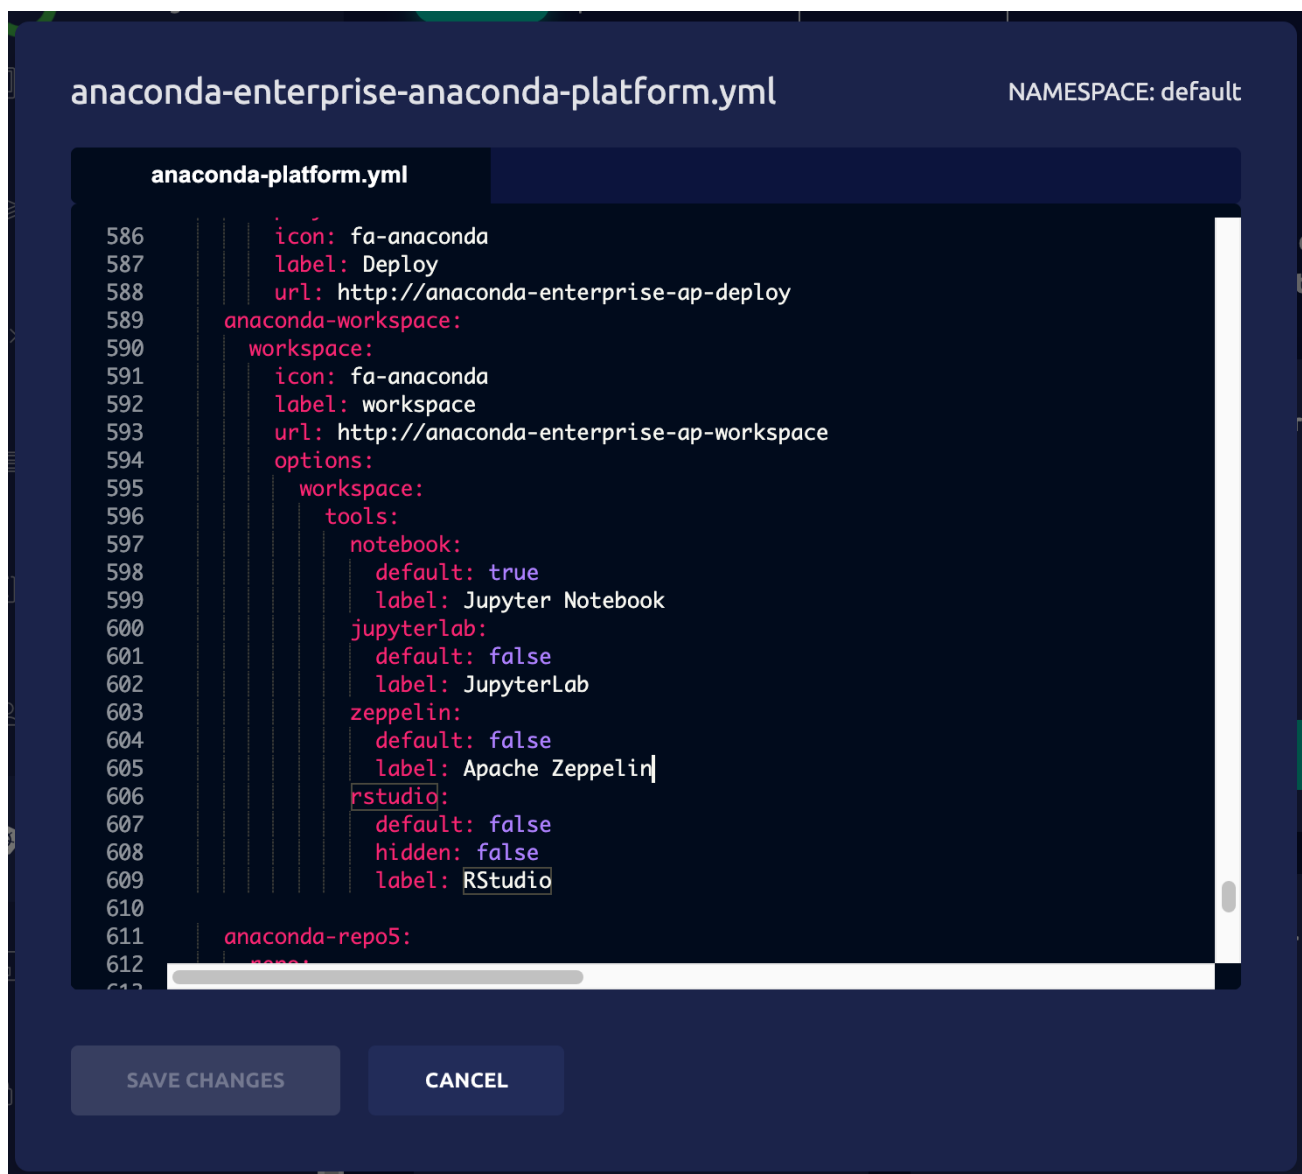 anaconda-enterprise-anaconda-platform.yml
NAMESPACE: default
anaconda-platform.yml
586 icon: fa-anaconda
587 label: Deploy
588 url: http://anaconda-enterprise-ap-deploy
589 anaconda-workspace:
590 workspace:
591 icon: fa-anaconda
592 label: workspace
593 url: http://anaconda-enterprise-ap-workspace
594 options:
595 workspace:
596 tools:
597 notebook:
598 default: true
599 label: Jupyter Notebook
600 jupyterlab:
601 default: false
602 label: JupyterLab
603 zeppelin:
604 default: false
605 label: Apache Zeppelin
606 rstudio:
607 default: false
608 hidden: false
609 label: RStudio
610
611 anaconda-repo5:
612 repo:
613
SAVE CHANGES
CANCEL